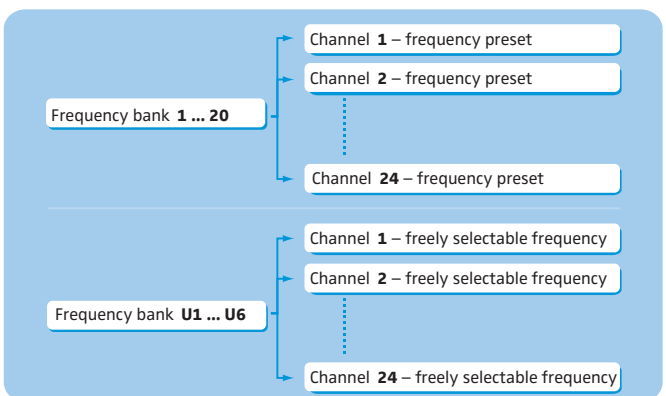 Channel 1 – frequency preset
Channel 2 – frequency preset
Frequency bank 1 ... 20
Channel 24 – frequency preset
Channel 1 – freely selectable frequency
Channel 2 – freely selectable frequency
Frequency bank U1 ... U6
Channel 24 – freely selectable frequency